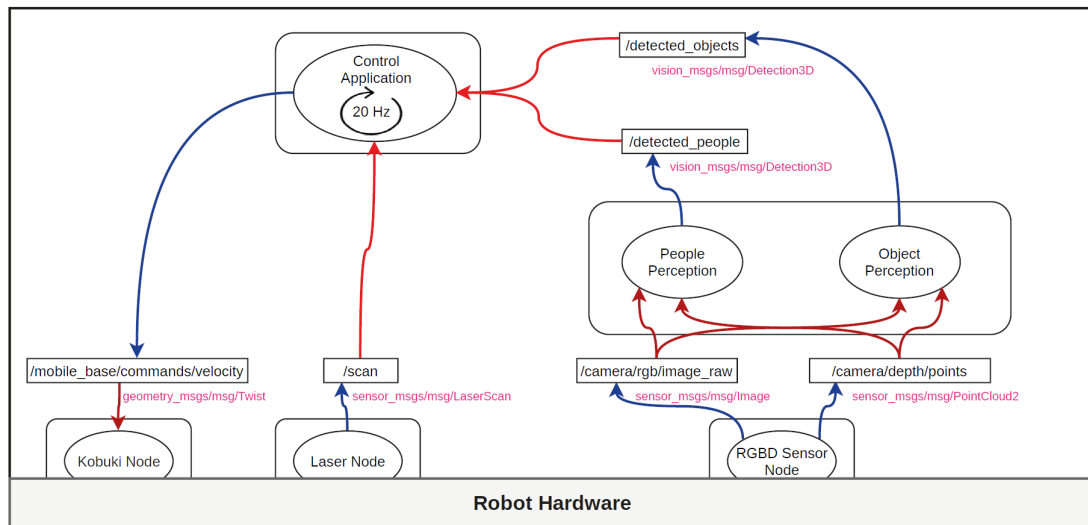 Control
Application
20 Hz
/detected_objects
vision_msgs/msg/Detection3D
/detected_people
vision_msgs/msg/Detection3D
People
Perception
Object
Perception
/mobile_base/commands/velocity
geometry_msgs/msg/Twist
/scan
sensor_msgs/msg/LaserScan
/camera/rgb/image_raw
sensor_msgs/msg/Image
/camera/depth/points
sensor_msgs/msg/PointCloud2
Kobuki Node
Laser Node
RGBD Sensor
Node
Robot Hardware